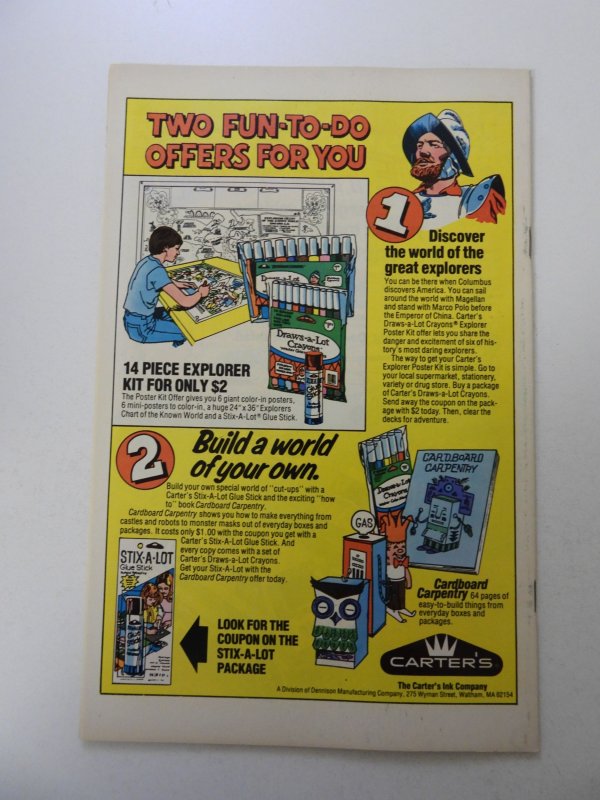 TWO FUN-TO-DO
OFFERS FOR YOU
1
Discover
the world of the
great explorers
You can be there when Columbus
discovers America. You can sail
around the world with Magellan
and stand with Marco Polo before
the Emperor of China. Carter's
Draws-a-Lot Crayons® Explorer
Poster Kit offer lets you share the
danger and excitement of six of his-
tory's most daring explorers.
The way to get your Carter's
Explorer Poster Kit is simple. Go to
your local supermarket, stationery,
variety or drug store. Buy a package
of Carter's Draws-a-Lot Crayons.
Send away the coupon on the pack-
age with $2 today. Then, clear the
decks for adventure.
Draws-a-Lot
Draws-a-Lot
Crayons
14 PIECE EXPLORER
KIT FOR ONLY $2
The Poster Kit Offer gives you 6 giant color-in posters,
6 mini-posters to color-in, a huge 24" x 36" Explorers
Chart of the Known World and a Stix-A-Lot® Glue Stick.
2
Build a world
of your own.
Build your own special world of "cut-ups" with a
Carter's Stix-A-Lot Glue Stick and the exciting "how
to" book Cardboard Carpentry.
Cardboard Carpentry shows you how to make everything from
castles and robots to monster masks out of everyday boxes and
packages. It costs only $1.00 with the coupon you get with a
Carter's Stix-A-Lot Glue Stick. And
every copy comes with a set of
Carter's Draws-a-Lot Crayons.
Get your Stix-A-Lot with the
Cardboard Carpentry offer today.
STIX-A-LOT
Glue Stick
LOOK FOR THE
COUPON ON THE
STIX-A-LOT
PACKAGE
Draws-a-Lot
Crayons
CARDBOARD
CARPENTRY
GAS
Cardboard
Carpentry 64 pages of
easy-to-build things from
everyday boxes and
packages.
CARTER'S
The Carter's Ink Company
A Division of Dennison Manufacturing Company, 275 Wyman Street, Waltham, MA 02154